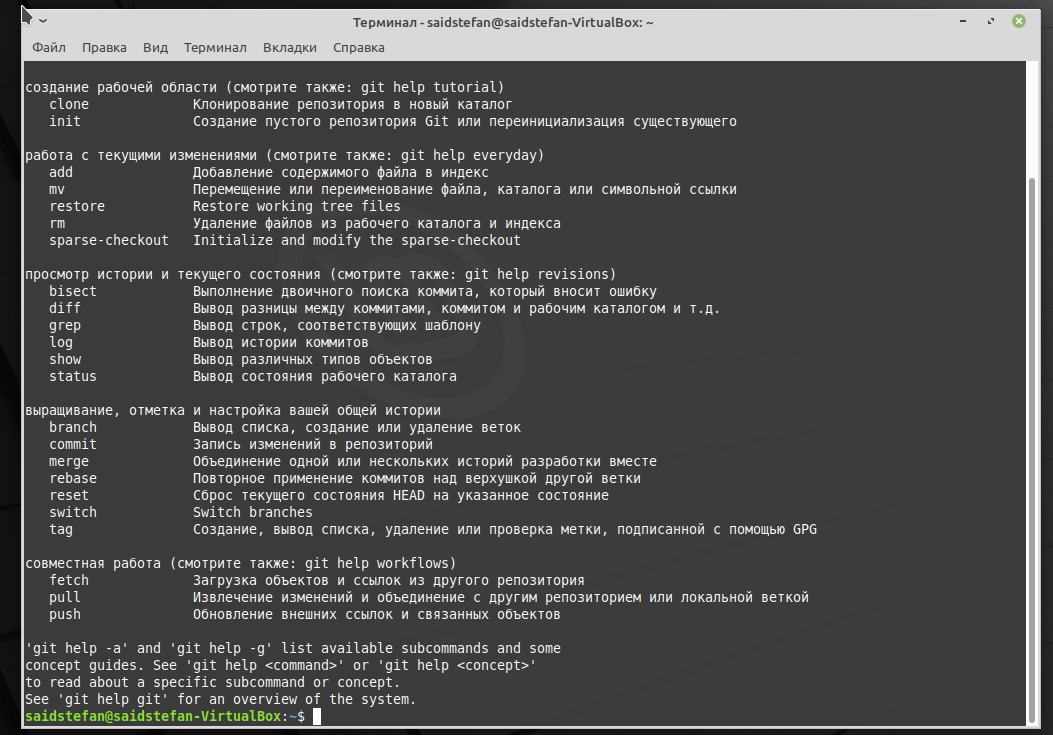 Терминал - saidstefan@saidstefan-VirtualBox: ~
Файл Правка Вид Терминал Вкладки Справка
создание рабочей области (смотрите также: git help tutorial)
clone Клонирование репозитория в новый каталог
init Создание пустого репозитория Git или переинициализация существующего
работа с текущими изменениями (смотрите также: git help everyday)
add Добавление содержимого файла в индекс
mv Перемещение или переименование файла, каталога или символьной ссылки
restore Restore working tree files
rm Удаление файлов из рабочего каталога и индекса
sparse-checkout Initialize and modify the sparse-checkout
просмотр истории и текущего состояния (смотрите также: git help revisions)
bisect Выполнение двоичного поиска коммита, который вносит ошибку
diff Вывод разницы между коммитами, коммитом и рабочим каталогом и т.д.
grep Вывод строк, соответствующих шаблону
log Вывод истории коммитов
show Вывод различных типов объектов
status Вывод состояния рабочего каталога
выращивание, отметка и настройка вашей общей истории
branch Вывод списка, создание или удаление веток
commit Запись изменений в репозиторий
merge Объединение одной или нескольких историй разработки вместе
rebase Повторное применение коммитов над верхушкой другой ветки
reset Сброс текущего состояния HEAD на указанное состояние
switch Switch branches
tag Создание, вывод списка, удаление или проверка метки, подписанной с помощью GPG
совместная работа (смотрите также: git help workflows)
fetch Загрузка объектов и ссылок из другого репозитория
pull Извлечение изменений и объединение с другим репозиторием или локальной веткой
push Обновление внешних ссылок и связанных объектов
'git help -a' and 'git help -g' list available subcommands and some
concept guides. See 'git help <command>' or 'git help <concept>'
to read about a specific subcommand or concept.
See 'git help git' for an overview of the system.
saidstefan@saidstefan-VirtualBox:~$